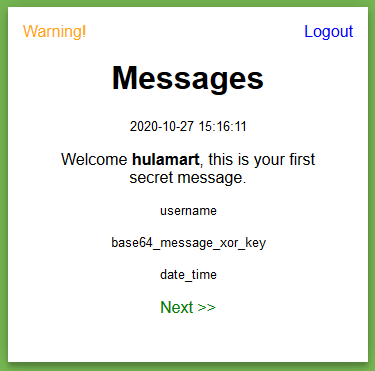 Warning! Logout
Messages
2020-10-27 15:16:11
Welcome hulamart, this is your first
secret message.
username
base64_message_xor_key
date_time
Next >>